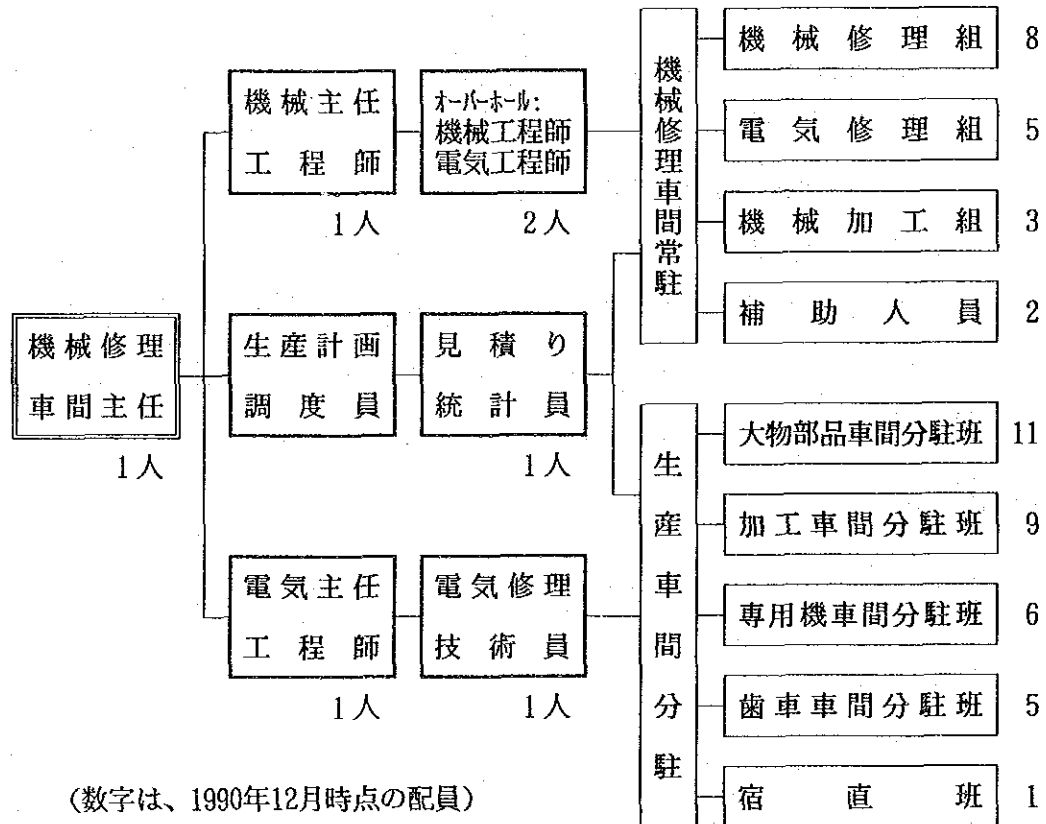 機械修理
車間主任
1人
機械主任
工程師
1人
オーバーホール:
機械工程師
電気工程師
2人
生産計画
調度員
見積り
統計員
1人
電気主任
工程師
1人
電気修理
技術員
1人
機械修理車間常駐
機械修理組 8
電気修理組 5
機械加工組 3
補助人員 2
生産車間分駐
大物部品車間分駐班 11
加工車間分駐班 9
専用機車間分駐班 6
歯車車間分駐班 5
宿直班 1
(数字は、1990年12月時点の配員)